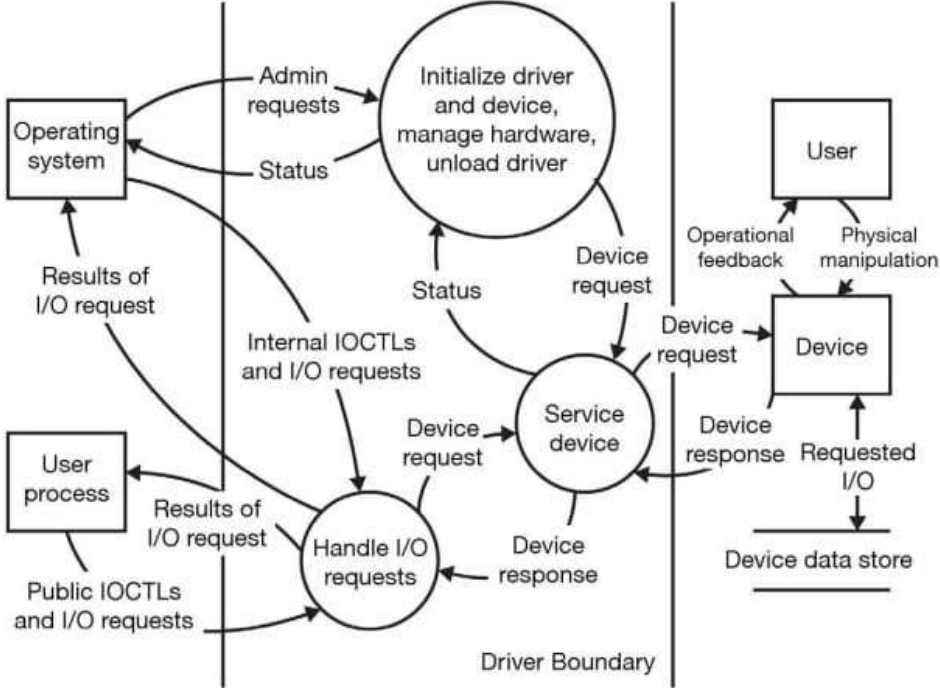 Operating
system
Admin
requests
Status
Initialize driver
and device,
manage hardware,
unload driver
User
Operational
feedback
Physical
manipulation
Results of
I/O request
Status
Device
request
Internal IOCTLs
and I/O requests
Device
request
Device
Service
device
Device
request
Device
response
Requested
I/O
User
process
Results of
I/O request
Handle I/O
requests
Device
response
Device data store
Public IOCTLs
and I/O requests
Driver Boundary